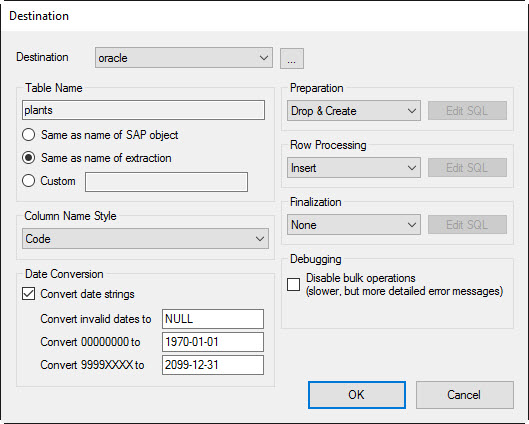 Destination
Destination
oracle
...
Table Name
plants
Same as name of SAP object
Same as name of extraction
Custom
Column Name Style
Code
Date Conversion
Convert date strings
Convert invalid dates to
NULL
Convert 00000000 to
1970-01-01
Convert 9999XXXX to
2099-12-31
Preparation
Drop & Create
Edit SQL
Row Processing
Insert
Edit SQL
Finalization
None
Edit SQL
Debugging
Disable bulk operations
(slower, but more detailed error messages)
OK
Cancel